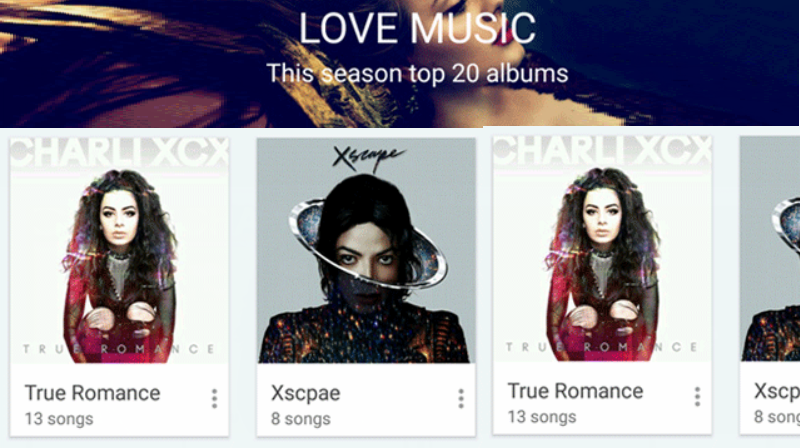 LOVE MUSIC
This season top 20 albums
CHARLI XCX
TRUE ROMANCE
True Romance
13 songs
Xscape
Xscpae
8 songs
CHARLI XCX
TRUE ROMANCE
True Romance
13 songs
Xscp
8 song